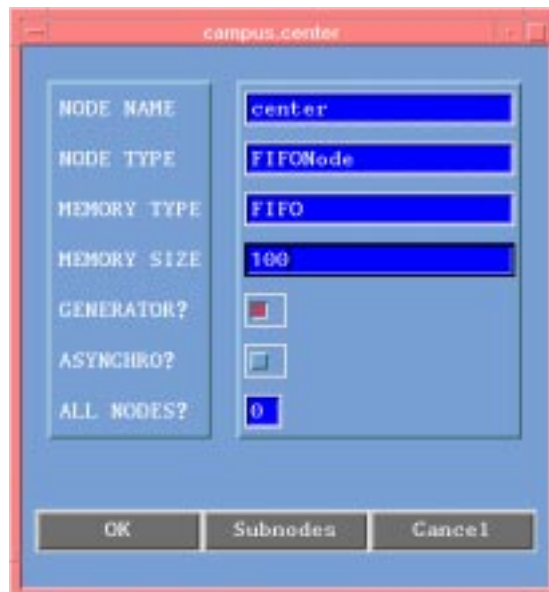 campus.center
NODE NAME center
NODE TYPE FIFONode
MEMORY TYPE FIFO
MEMORY SIZE 100
GENERATOR?
ASYNCHRO?
ALL NODES? 0
OK Subnodes Cancel